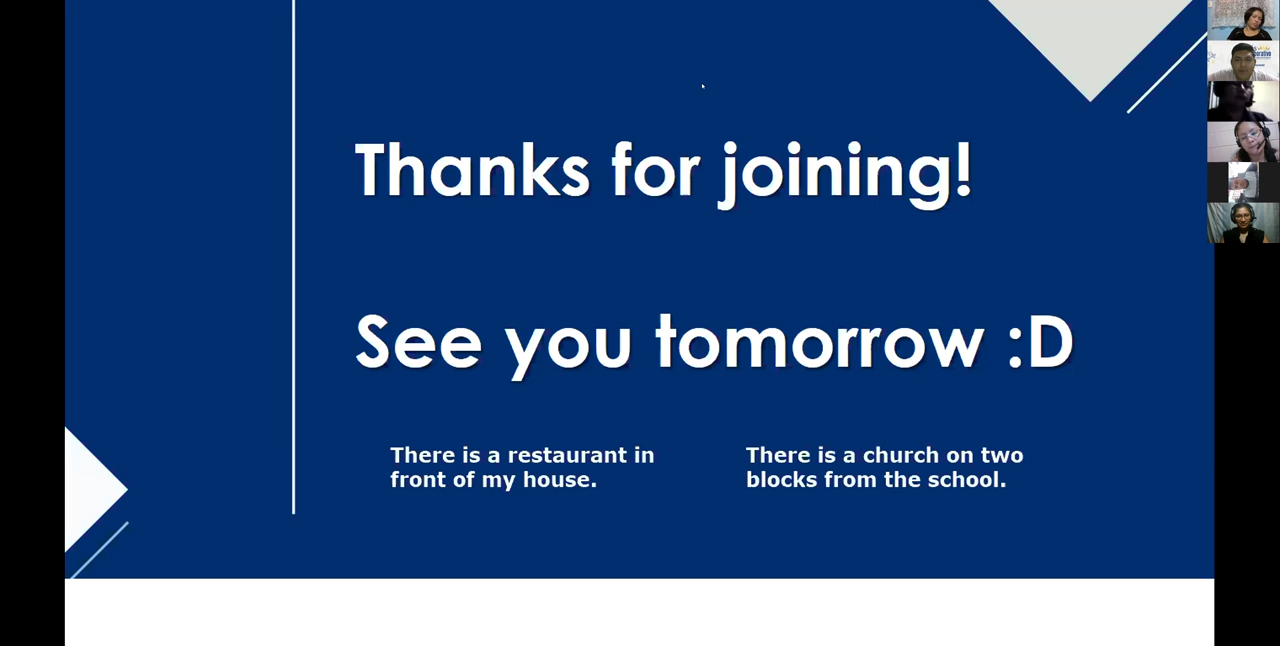 Thanks for joining!
See you tomorrow :D
There is a restaurant in
front of my house.
There is a church on two
blocks from the school.